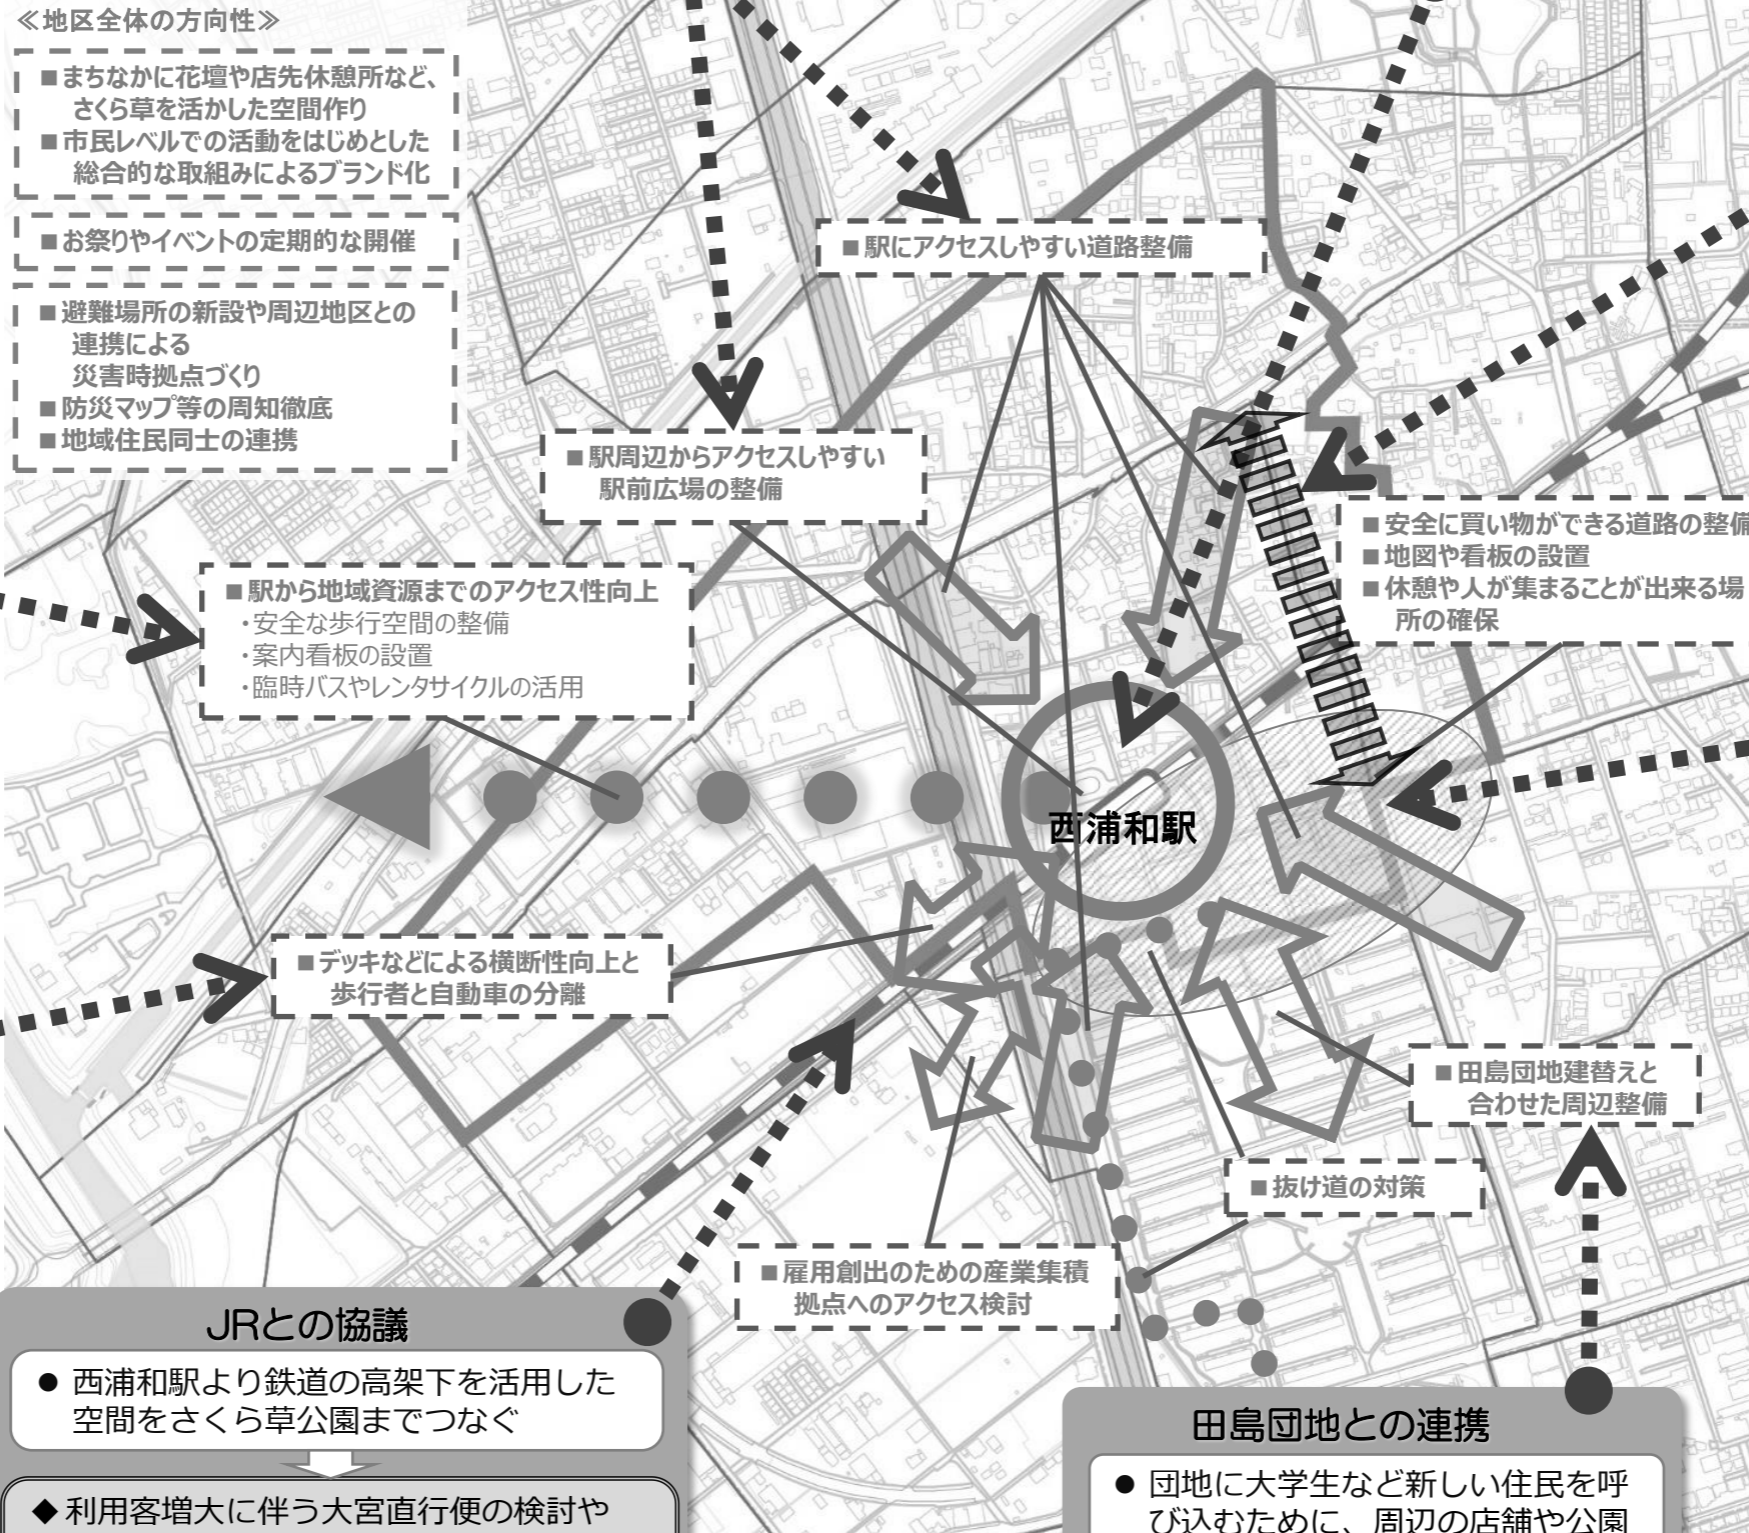 ≪地区全体の方向性≫
■まちなかに花壇や店先休憩所など、
さくら草を活かした空間作り
■市民レベルでの活動をはじめとした
総合的な取組みによるブランド化
■お祭りやイベントの定期的な開催
■避難場所の新設や周辺地区との
連携による
災害時拠点づくり
■防災マップ等の周知徹底
■地域住民同士の連携
■駅にアクセスしやすい道路整備
■駅周辺からアクセスしやすい
駅前広場の整備
■安全に買い物ができる道路の整備
■地図や看板の設置
■休憩や人が集まることが出来る場
所の確保
■駅から地域資源までのアクセス性向上
・安全な歩行空間の整備
・案内看板の設置
・臨時バスやレンタサイクルの活用
西浦和駅
■デッキなどによる横断性向上と
歩行者と自動車の分離
■田島団地建替えと
合わせた周辺整備
■抜け道の対策
■雇用創出のための産業集積
拠点へのアクセス検討
JRとの協議
● 西浦和駅より鉄道の高架下を活用した
空間をさくら草公園までつなぐ
◆利用客増大に伴う大宮直行便の検討や
田島団地との連携
● 団地に大学生など新しい住民を呼
び込むために、周辺の店舗や公園